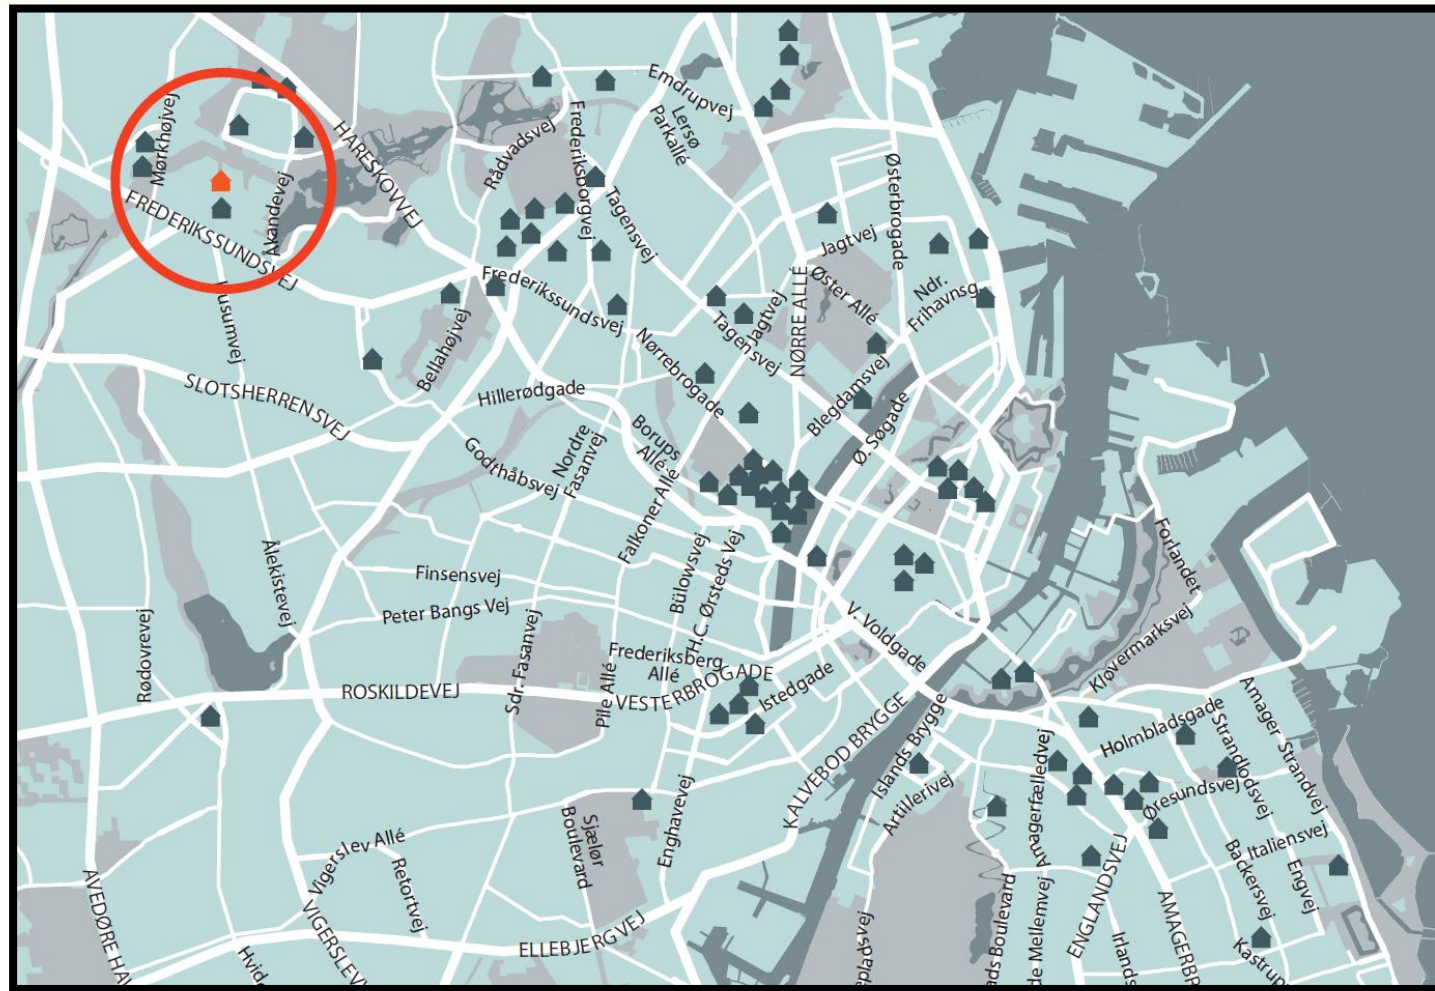 Mørkhøjvej
FREDERIKSSUNDSVEJ
Åkandevej
HARESKOVVEJ
Rådvadsvej
Frederiksborgvej
Emdrupvej
Lersø
Parkallé
Tagensvej
Østerbrogade
Jagtvej
NØRRE ALLÉ
Øster Allé
Ndr.
Frihavnsg.
Frederikssundsvej
Bellahøjvej
Jagtvej
Tagensvej
Nørrebrogade
Blegdamsvej
Ø. Søgade
SLOTSHERRENSVEJ
Hillerødgade
Borups
Allé
Nordre
Fasanvej
Godthåbsvej
Falkoner Allé
Ålekistevej
Finsensvej
Peter Bangs Vej
Bülowsvej
H.C. Ørsteds Vej
Forlandet
Kløvermarksvej
V. Voldgade
Rødovrevej
ROSKILDEVEJ
Sdr. Fasanvej
Pile Allé
Frederiksberg
Allé
VESTERBROGADE
Istedgade
KALVEBOD BRYGGE
Islands Brygge
Artillerivej
Amagerfælledvej
Holmbladsgade
Strandlodsvej
Amager Strandvej
Øresundsvej
Italiensvej
Backersvej
Engvej
Enghavevej
Sjælør
Boulevard
Vigerslev Allé
Retortvej
ELLEBJERGVEJ
ENGLANDSVEJ